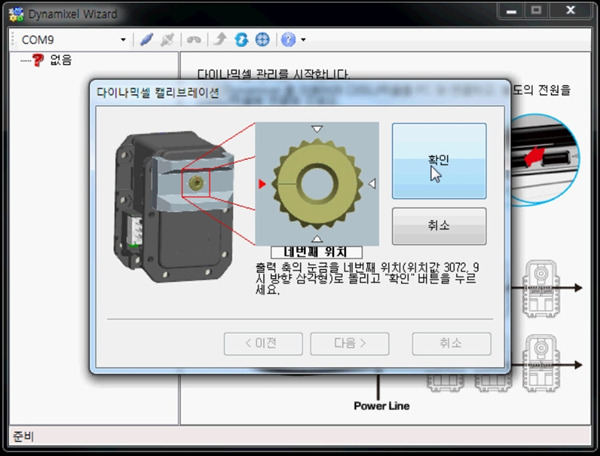 Dynamixel Wizard
COM9
없음
다이나믹셀 관리를 시작합니다.
도의 전원을
다이나믹셀 캘리브레이션
확인
취소
네번째 위치
출력 축의 눈금을 네번째 위치(위치값 3072, 9
시 방향 삼각형)로 돌리고 "확인" 버튼을 누르
세요.
< 이전
다음 >
취소
Power Line
준비